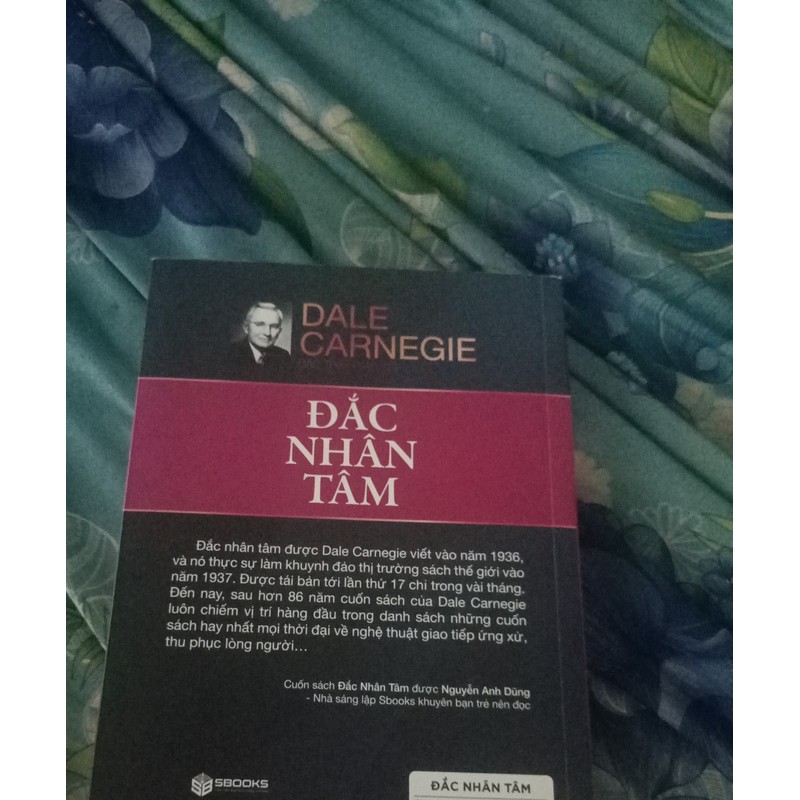 DALE
CARNEGIE
ĐẮC
NHÂN
TÂM
Đắc nhân tâm được Dale Carnegie viết vào năm 1936,
và nó thực sự làm khuynh đảo thị trường sách thế giới vào
năm 1937. Được tái bản tới lần thứ 17 chỉ trong vài tháng.
Đến nay, sau hơn 86 năm cuốn sách của Dale Carnegie
luôn chiếm vị trí hàng đầu trong danh sách những cuốn
sách hay nhất mọi thời đại về nghệ thuật giao tiếp ứng xử,
thu phục lòng người...
Cuốn sách Đắc Nhân Tâm được Nguyễn Anh Dũng
- Nhà sáng lập Sbooks khuyên bạn trẻ nên đọc
SBOOKS
ĐẮC NHÂN TÂM